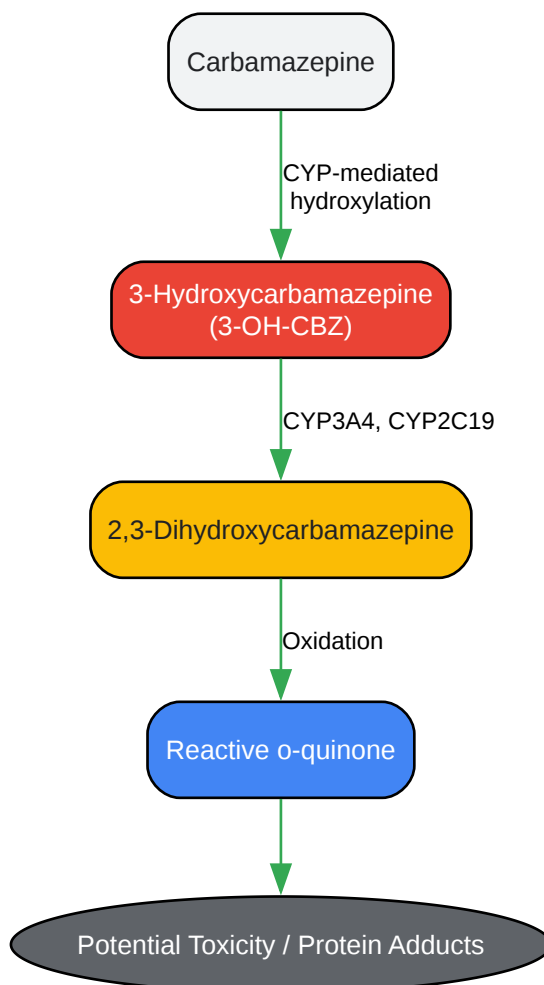 Carbamazepine
CYP-mediated
hydroxylation
3-Hydroxycarbamazepine
(3-OH-CBZ)
CYP3A4, CYP2C19
2,3-Dihydroxycarbamazepine
Oxidation
Reactive o-quinone
Potential Toxicity / Protein Adducts